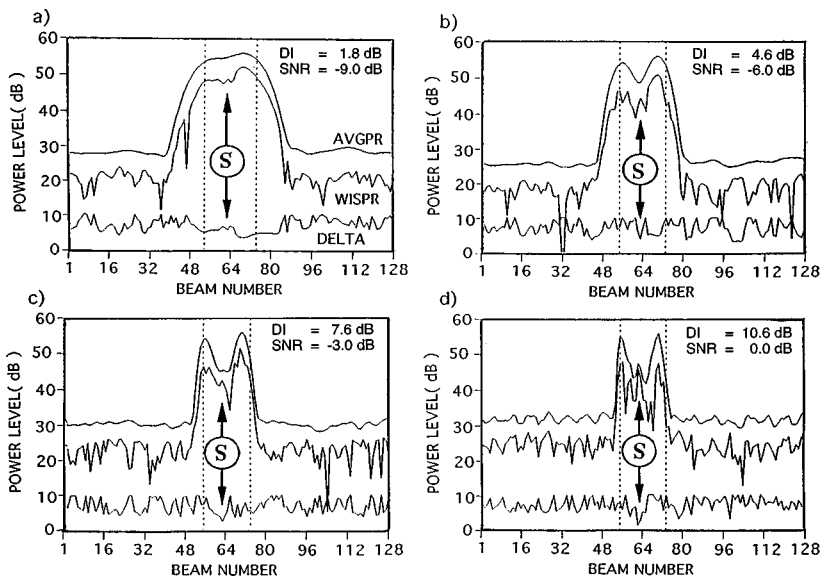 a)
60
50
40
30
20
10
0
POWER LEVEL( dB)
DI = 1.8 dB
SNR = -9.0 dB
AVGPR
S
WISPR
DELTA
1 16 32 48 64 80 96 112 128
BEAM NUMBER
b)
60
50
40
30
20
10
0
POWER LEVEL( dB)
DI = 4.6 dB
SNR = -6.0 dB
S
1 16 32 48 64 80 96 112 128
BEAM NUMBER
c)
60
50
40
30
20
10
0
POWER LEVEL( dB)
DI = 7.6 dB
SNR = -3.0 dB
S
1 16 32 48 64 80 96 112 128
BEAM NUMBER
d)
60
50
40
30
20
10
0
POWER LEVEL( dB)
DI = 10.6 dB
SNR = 0.0 dB
S
1 16 32 48 64 80 96 112 128
BEAM NUMBER